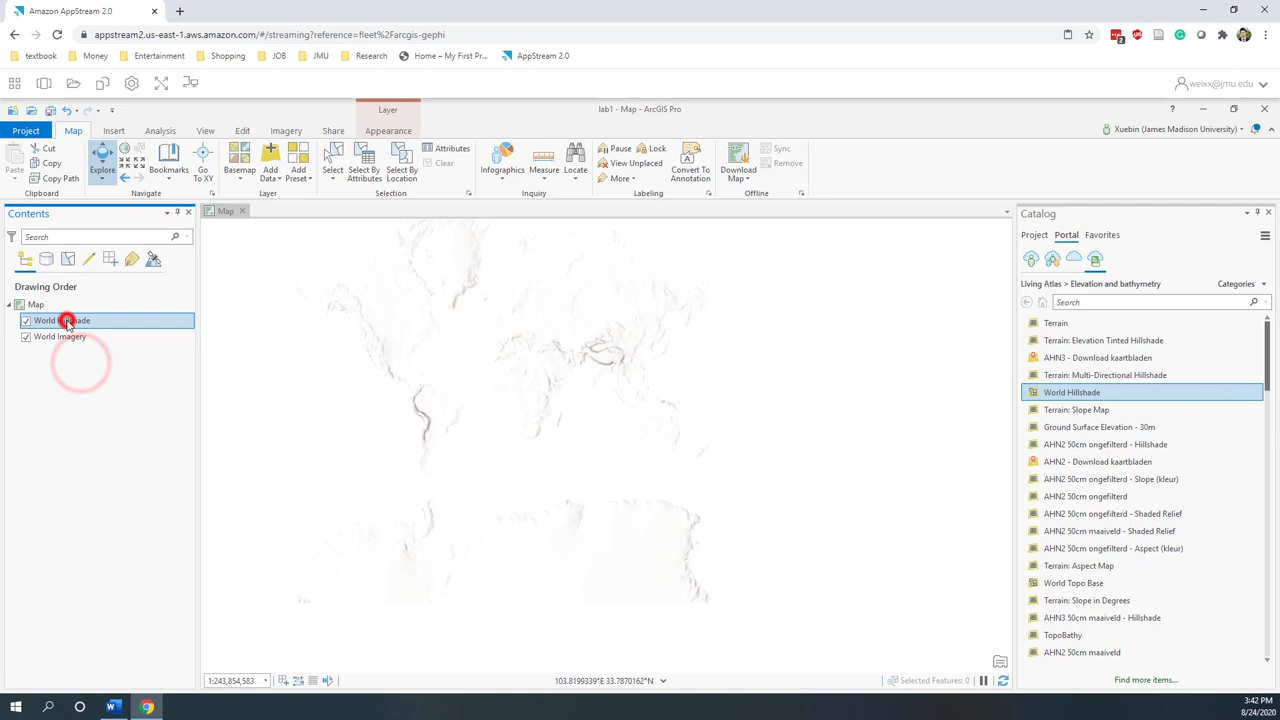 Amazon AppStream 2.0
appstream2.us-east-1.aws.amazon.com/#/streaming?reference=fleet%2Farcgis-gephi
textbook Money Entertainment Shopping JOB JMU Research Home – My First Pr... AppStream 2.0
weixx@jmu.edu
Layer
lab1 - Map - ArcGIS Pro
Project Map Insert Analysis View Edit Imagery Share Appearance
Xuebin (James Madison University)
Paste Cut Copy Copy Path Clipboard
Explore Bookmarks Go To XY Navigate
Basemap Add Data Add Preset Layer
Select Select By Attributes Select By Location Attributes Clear Selection
Infographics Measure Locate Inquiry
Pause Lock View Unplaced More Convert To Annotation Labeling
Download Map Sync Remove Offline
Contents
Search
Drawing Order
Map
World Imagery
Map
Catalog
Project Portal Favorites
Living Atlas > Elevation and bathymetry Categories
Search
Terrain
Terrain: Elevation Tinted Hillshade
AHN3 - Download kaartbladen
Terrain: Multi-Directional Hillshade
World Hillshade
Terrain: Slope Map
Ground Surface Elevation - 30m
AHN2 50cm ongefilterd - Hillshade
AHN2 - Download kaartbladen
AHN2 50cm ongefilterd - Slope (kleur)
AHN2 50cm ongefilterd
AHN2 50cm ongefilterd - Shaded Relief
AHN2 50cm maaiveld - Shaded Relief
AHN2 50cm ongefilterd - Aspect (kleur)
Terrain: Aspect Map
World Topo Base
Terrain: Slope in Degrees
AHN3 50cm maaiveld - Hillshade
TopoBathy
AHN2 50cm maaiveld
Find more items...
1:243,854,583
103.8199339°E 33.7870162°N
Selected Features: 0
3:42 PM
8/24/2020